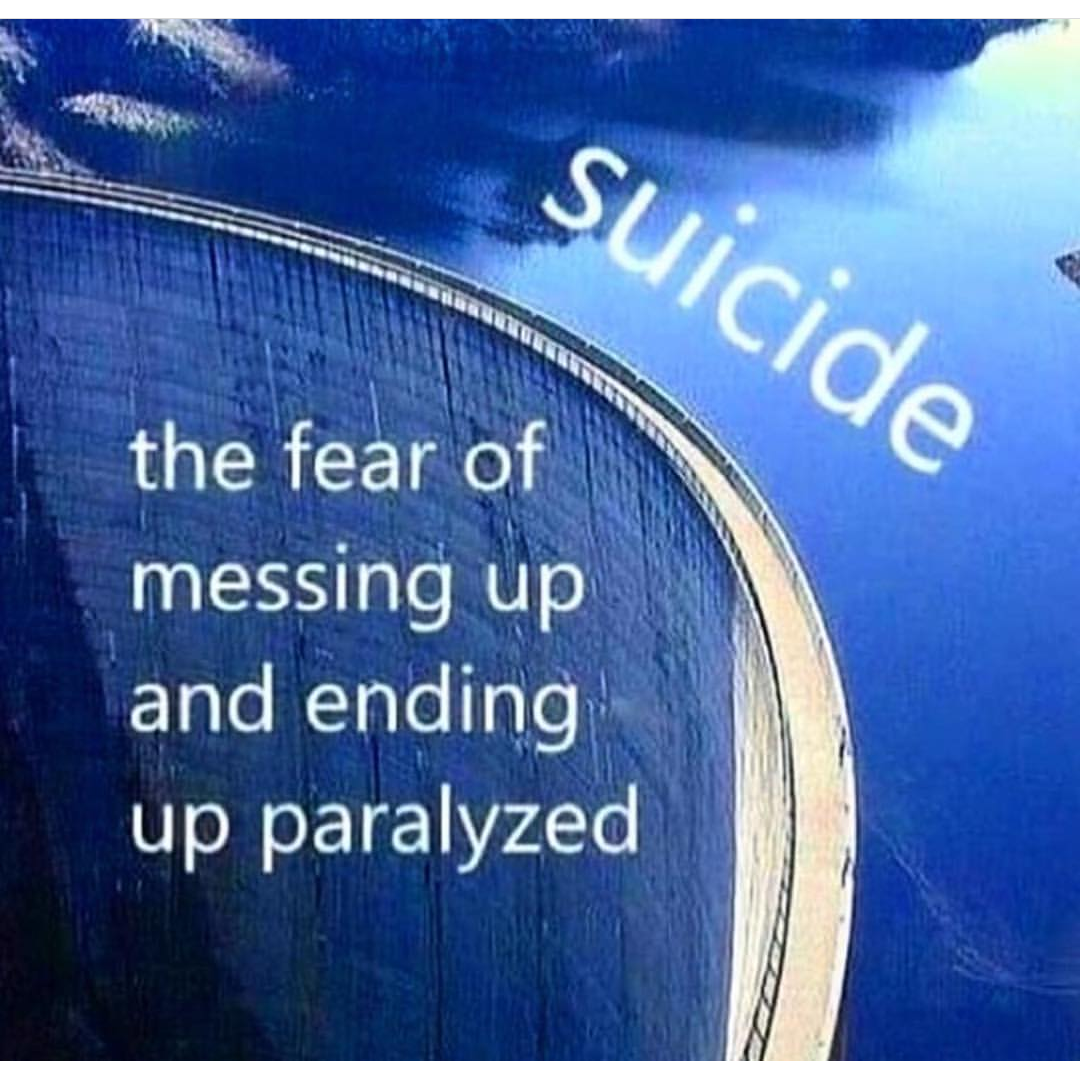 suicide
the fear of
messing up
and ending
up paralyzed